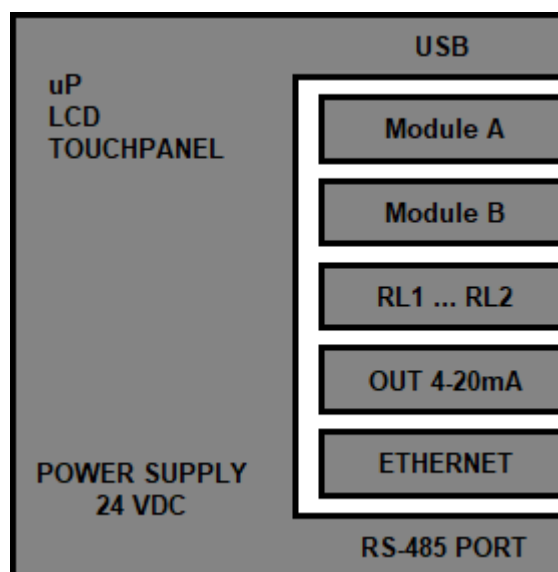 USB
uP
LCD
TOUCHPANEL
Module A
Module B
RL1 ... RL2
OUT 4-20mA
ETHERNET
POWER SUPPLY
24 VDC
RS-485 PORT